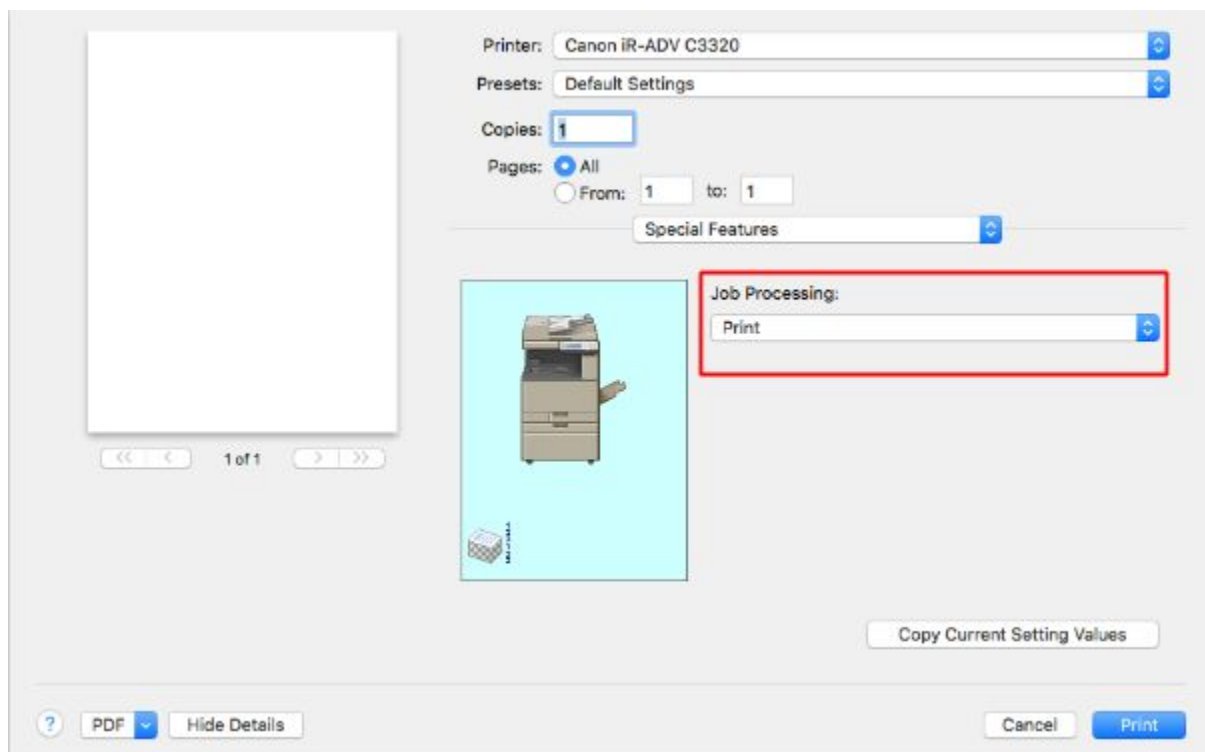 Printer: Canon iR-ADV C3320
Presets: Default Settings
Copies: 1
Pages: All
From: 1 to: 1
Special Features
Job Processing:
Print
1 of 1
Copy Current Setting Values
? PDF Hide Details Cancel Print